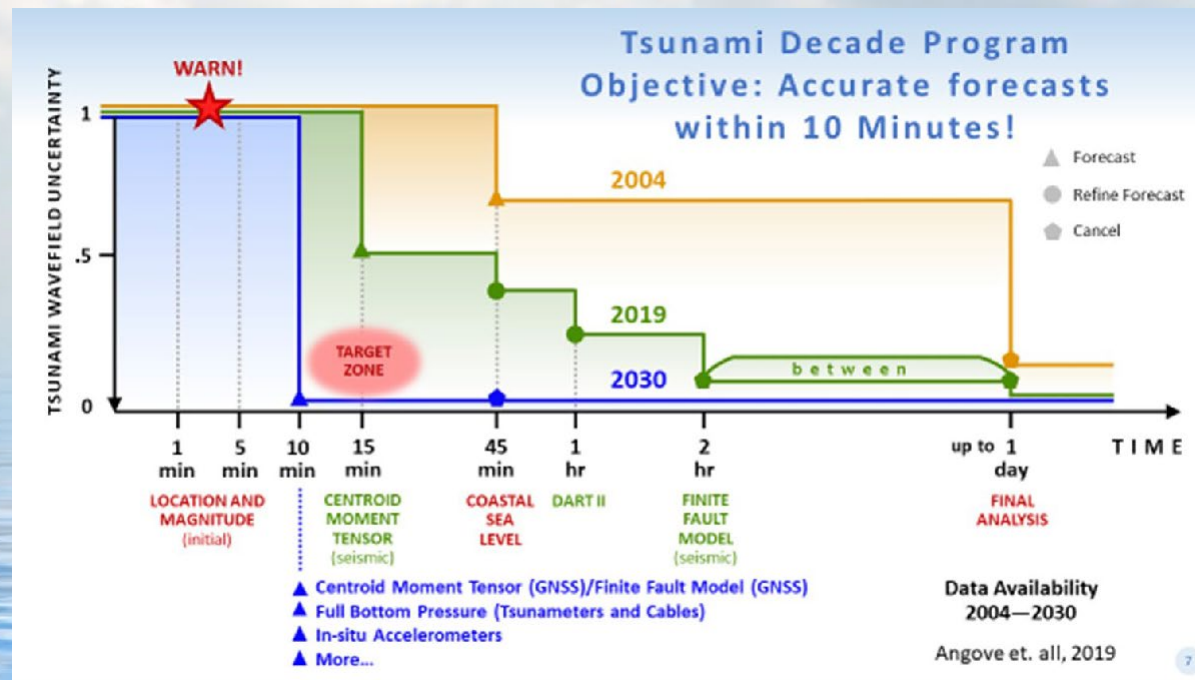 Tsunami Decade Program
Objective: Accurate forecasts
within 10 Minutes!
WARN!
TSUNAMI WAVEFIELD UNCERTAINTY
1
.5
0
Forecast
Refine Forecast
Cancel
2004
2019
2030
TARGET
ZONE
between
1
min
5
min
10
min
15
min
45
min
1
hr
2
hr
up to 1
day
TIME
LOCATION AND
MAGNITUDE
(initial)
CENTROID
MOMENT
TENSOR
(seismic)
COASTAL
SEA
LEVEL
DART II
FINITE
FAULT
MODEL
(seismic)
FINAL
ANALYSIS
Centroid Moment Tensor (GNSS)/Finite Fault Model (GNSS)
Full Bottom Pressure (Tsunameters and Cables)
In-situ Accelerometers
More...
Data Availability
2004—2030
Angove et. all, 2019
7